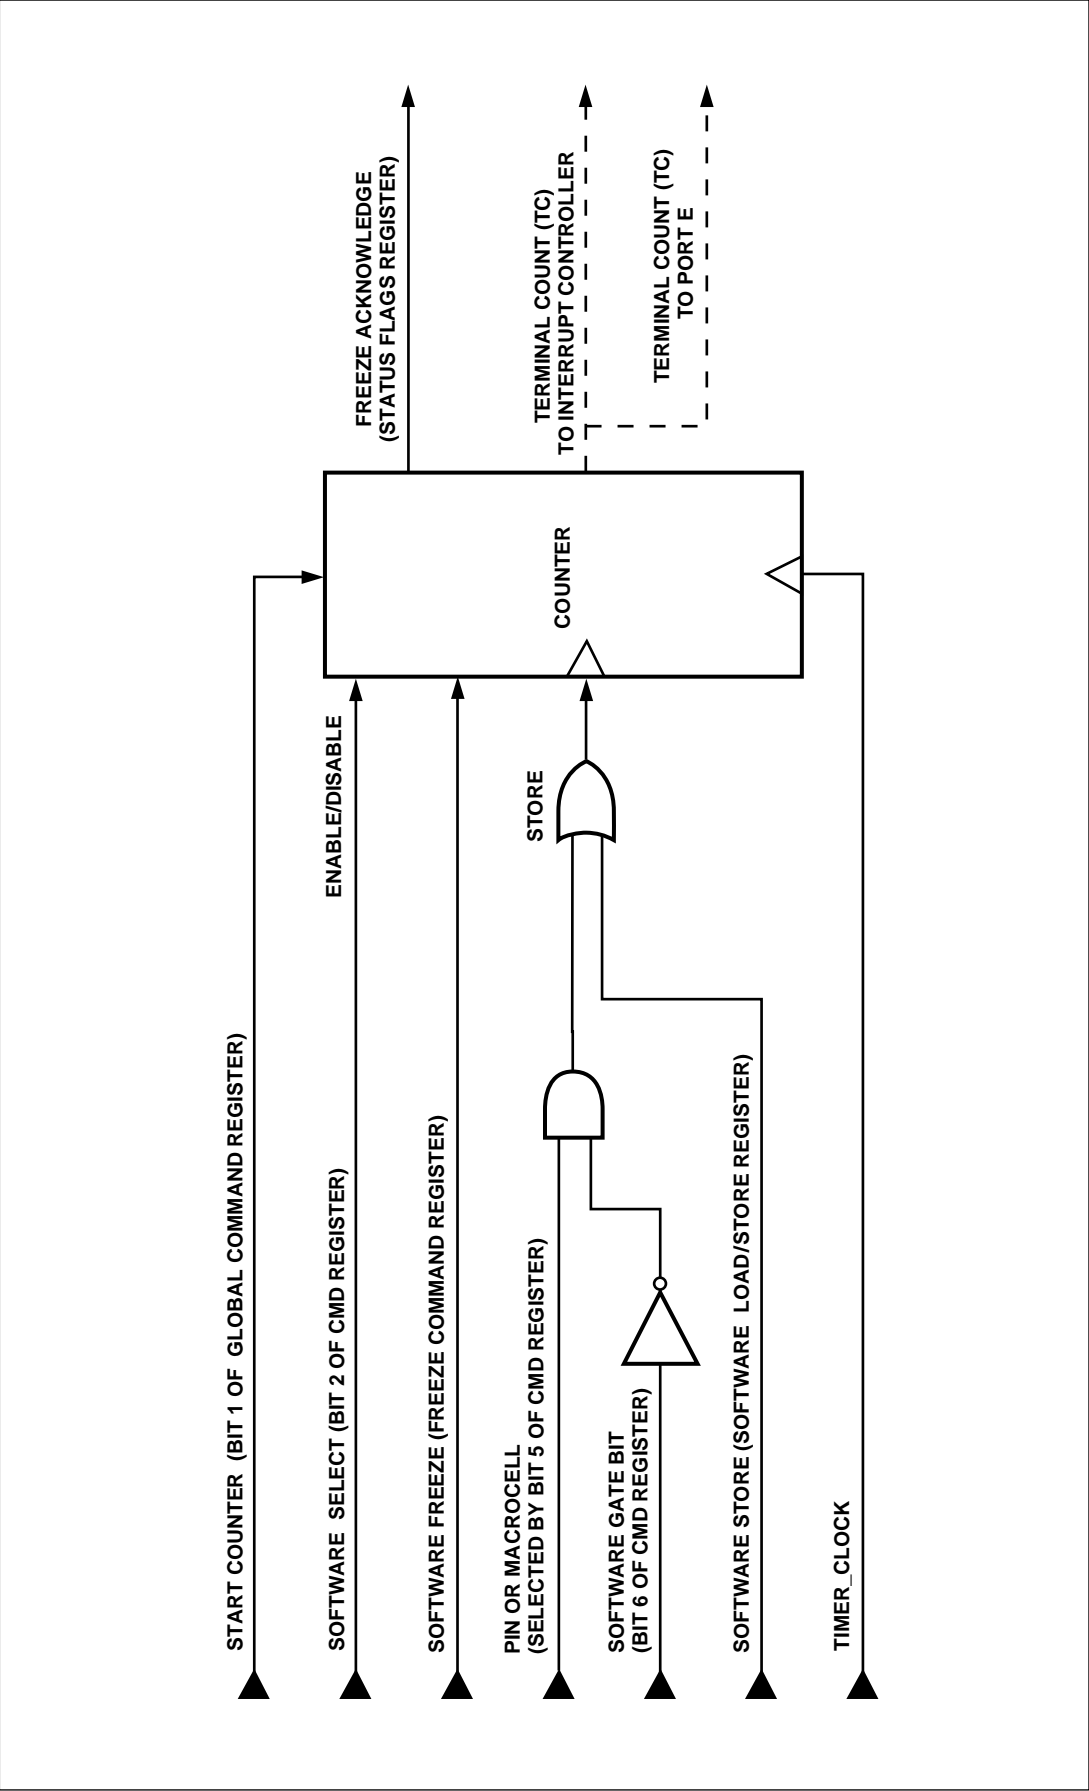 START COUNTER (BIT 1 OF GLOBAL COMMAND REGISTER)
SOFTWARE SELECT (BIT 2 OF CMD REGISTER)
ENABLE/DISABLE
SOFTWARE FREEZE (FREEZE COMMAND REGISTER)
PIN OR MACROCELL
(SELECTED BY BIT 5 OF CMD REGISTER)
SOFTWARE GATE BIT
(BIT 6 OF CMD REGISTER)
SOFTWARE STORE (SOFTWARE LOAD/STORE REGISTER)
TIMER_CLOCK
STORE
COUNTER
FREEZE ACKNOWLEDGE
(STATUS FLAGS REGISTER)
TERMINAL COUNT (TC)
TO INTERRUPT CONTROLLER
TERMINAL COUNT (TC)
TO PORT E